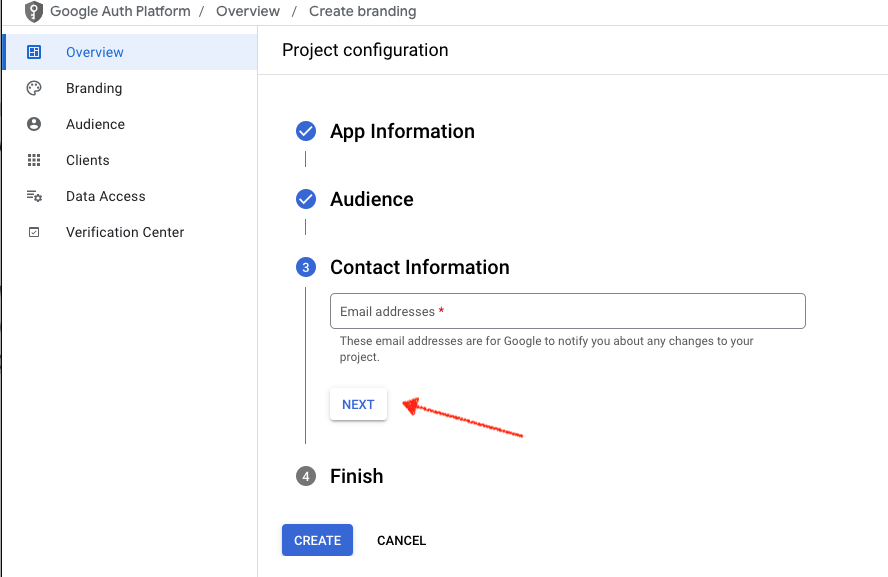 Google Auth Platform / Overview / Create branding
Overview
Branding
Audience
Clients
Data Access
Verification Center
Project configuration
App Information
Audience
3 Contact Information
Email addresses *
These email addresses are for Google to notify you about any changes to your
project.
NEXT
4 Finish
CREATE CANCEL